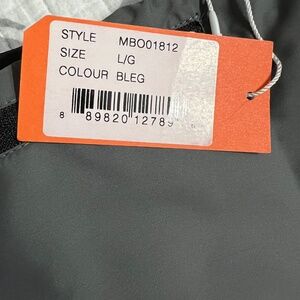 STYLE MBO01812
SIZE L/G
COLOUR BLEG
8 89820 12789